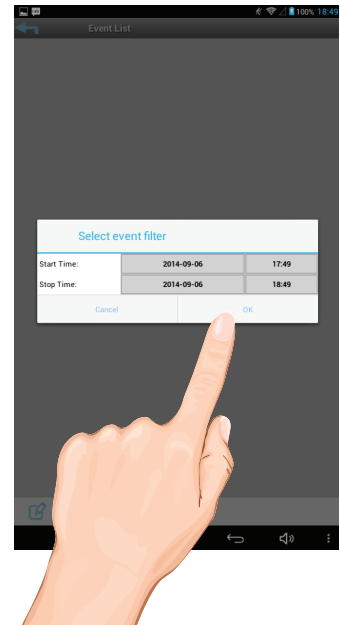 100% 18:49
Event List
Select event filter
Start Time: 2014-09-06 17:49
Stop Time: 2014-09-06 18:49
Cancel OK